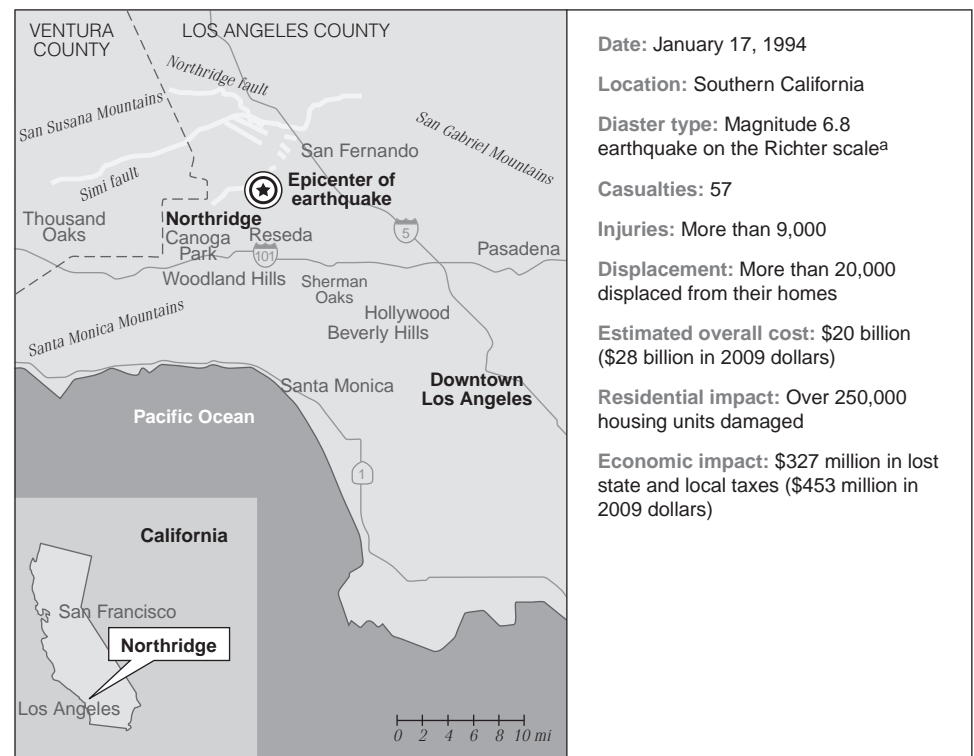 VENTURA
COUNTY
LOS ANGELES COUNTY
Northridge fault
San Susana Mountains
San Gabriel Mountains
San Fernando
Simi fault
Epicenter of
earthquake
Thousand
Oaks
Northridge
Canoga
Park
Reseda
5
101
Pasadena
Woodland Hills
Sherman
Oaks
Hollywood
Beverly Hills
Santa Monica Mountains
Santa Monica
Downtown
Los Angeles
Pacific Ocean
1
California
San Francisco
Northridge
Los Angeles
0 2 4 6 8 10 mi
Date: January 17, 1994
Location: Southern California
Diaster type: Magnitude 6.8
earthquake on the Richter scaleᵃ
Casualties: 57
Injuries: More than 9,000
Displacement: More than 20,000
displaced from their homes
Estimated overall cost: $20 billion
($28 billion in 2009 dollars)
Residential impact: Over 250,000
housing units damaged
Economic impact: $327 million in lost
state and local taxes ($453 million in
2009 dollars)